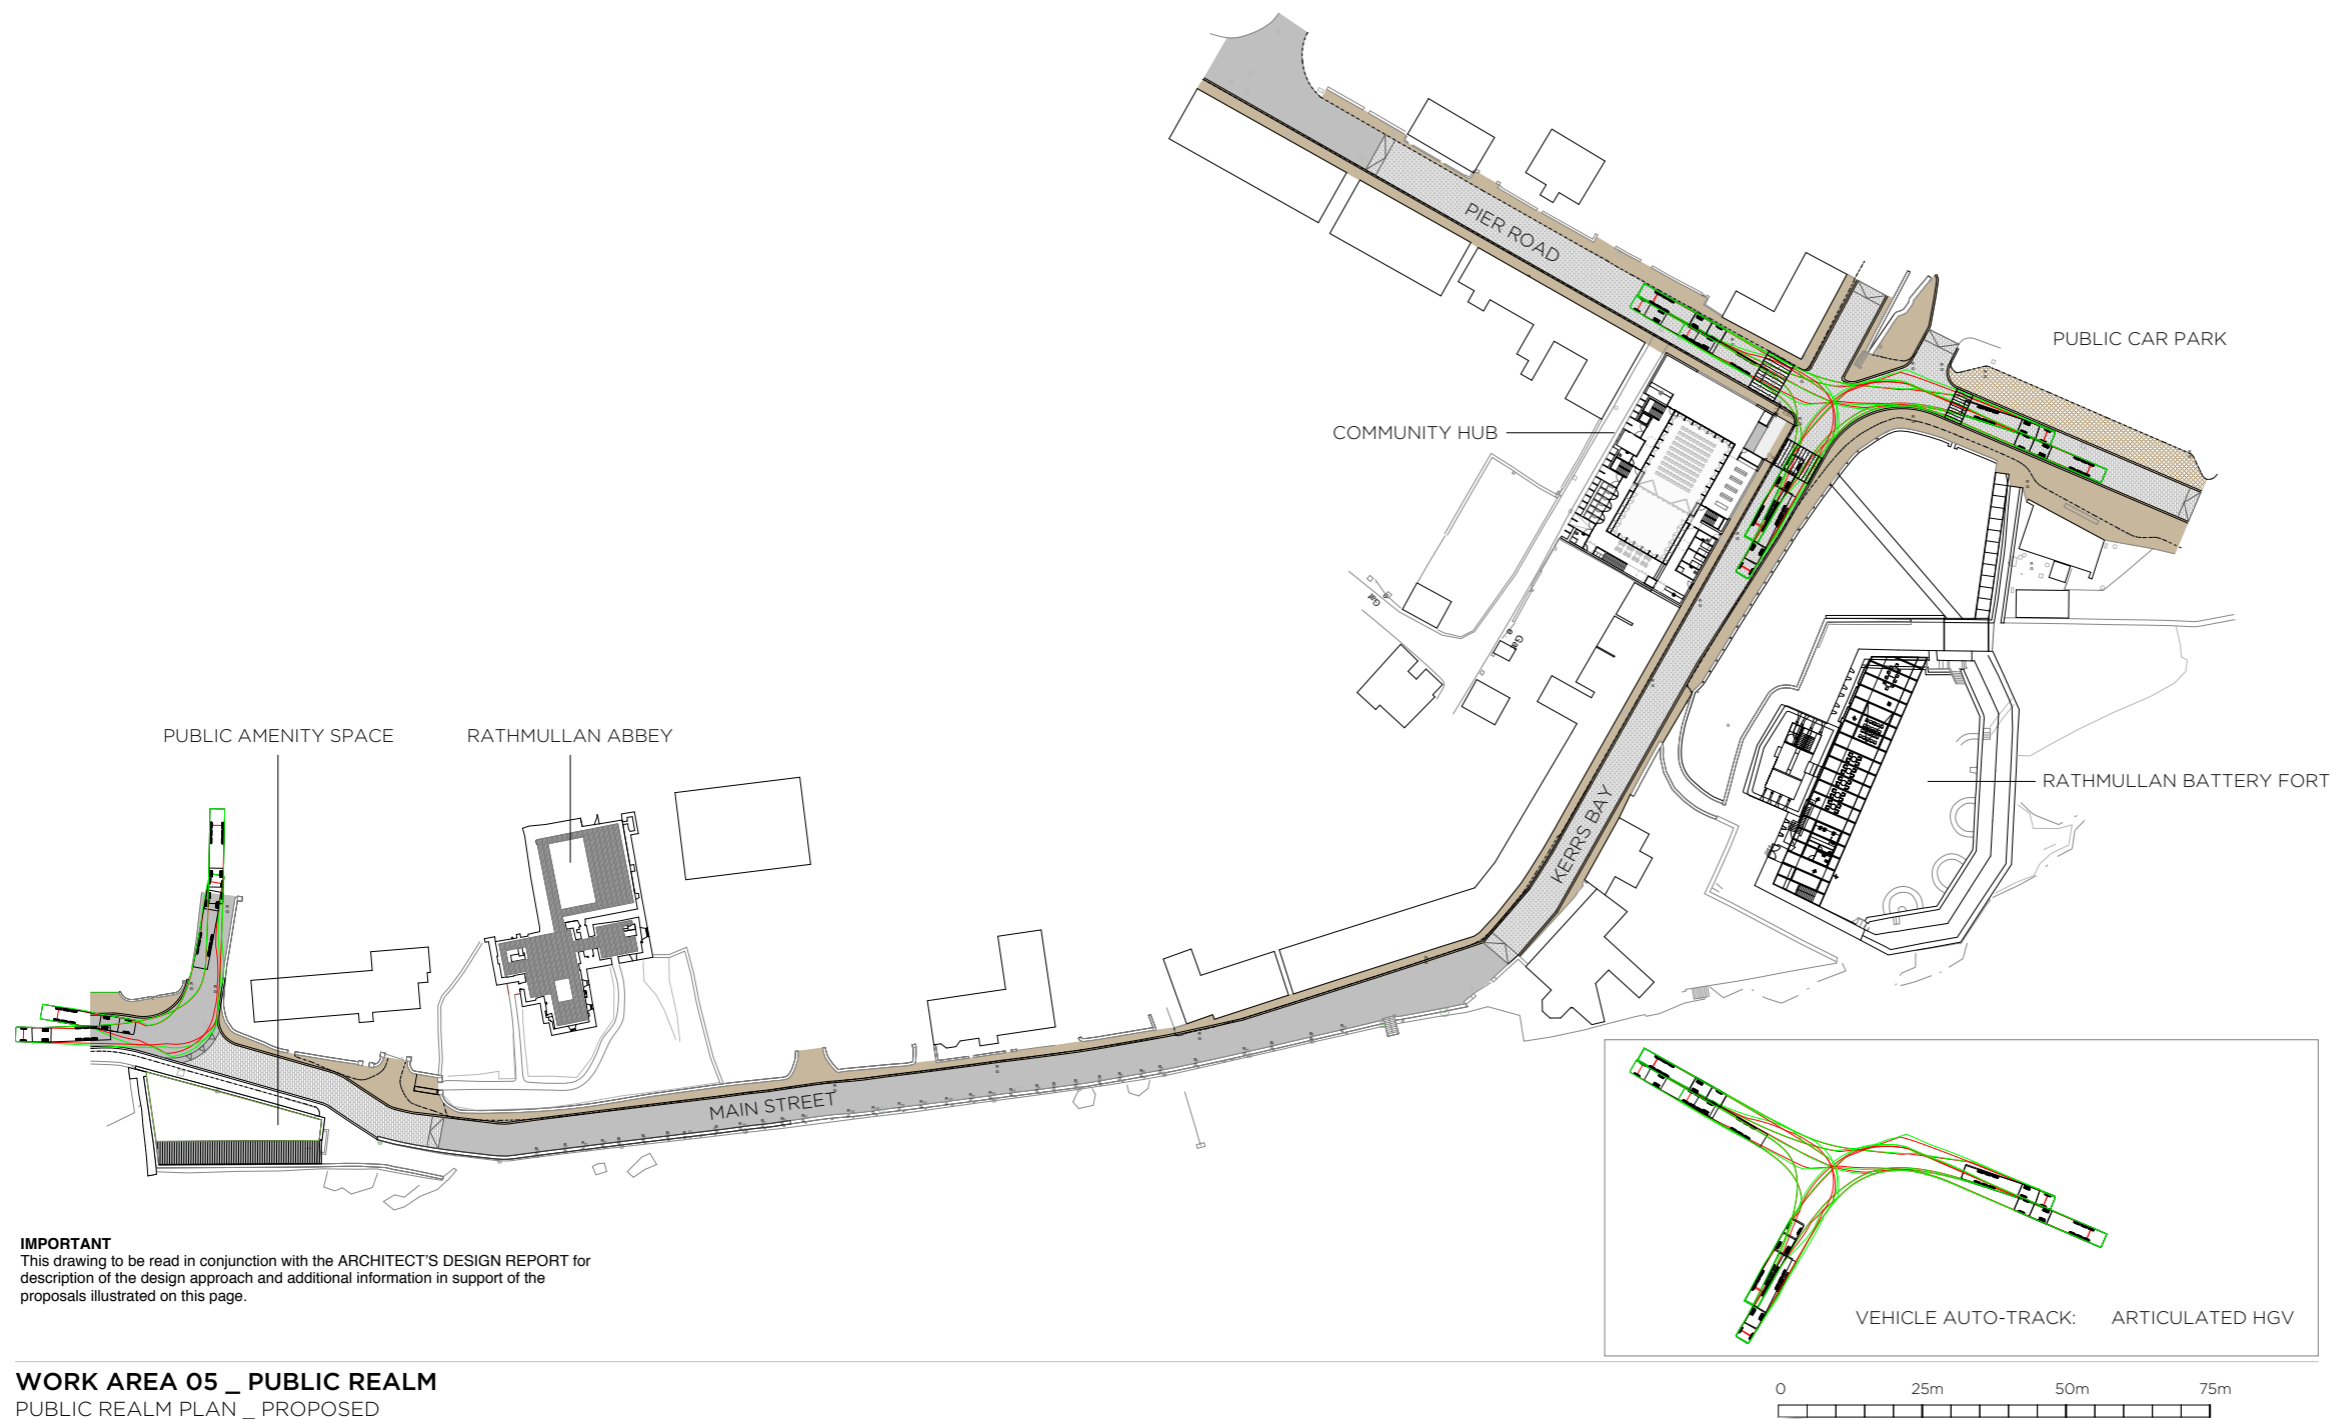 PIER ROAD
PUBLIC CAR PARK
COMMUNITY HUB
Gat
Gat
PUBLIC AMENITY SPACE
RATHMULLAN ABBEY
RATHMULLAN BATTERY FORT
KERRS BAY
MAIN STREET
IMPORTANT
This drawing to be read in conjunction with the ARCHITECT'S DESIGN REPORT for
description of the design approach and additional information in support of the
proposals illustrated on this page.
VEHICLE AUTO-TRACK: ARTICULATED HGV
WORK AREA 05 _ PUBLIC REALM
PUBLIC REALM PLAN _ PROPOSED
0 25m 50m 75m